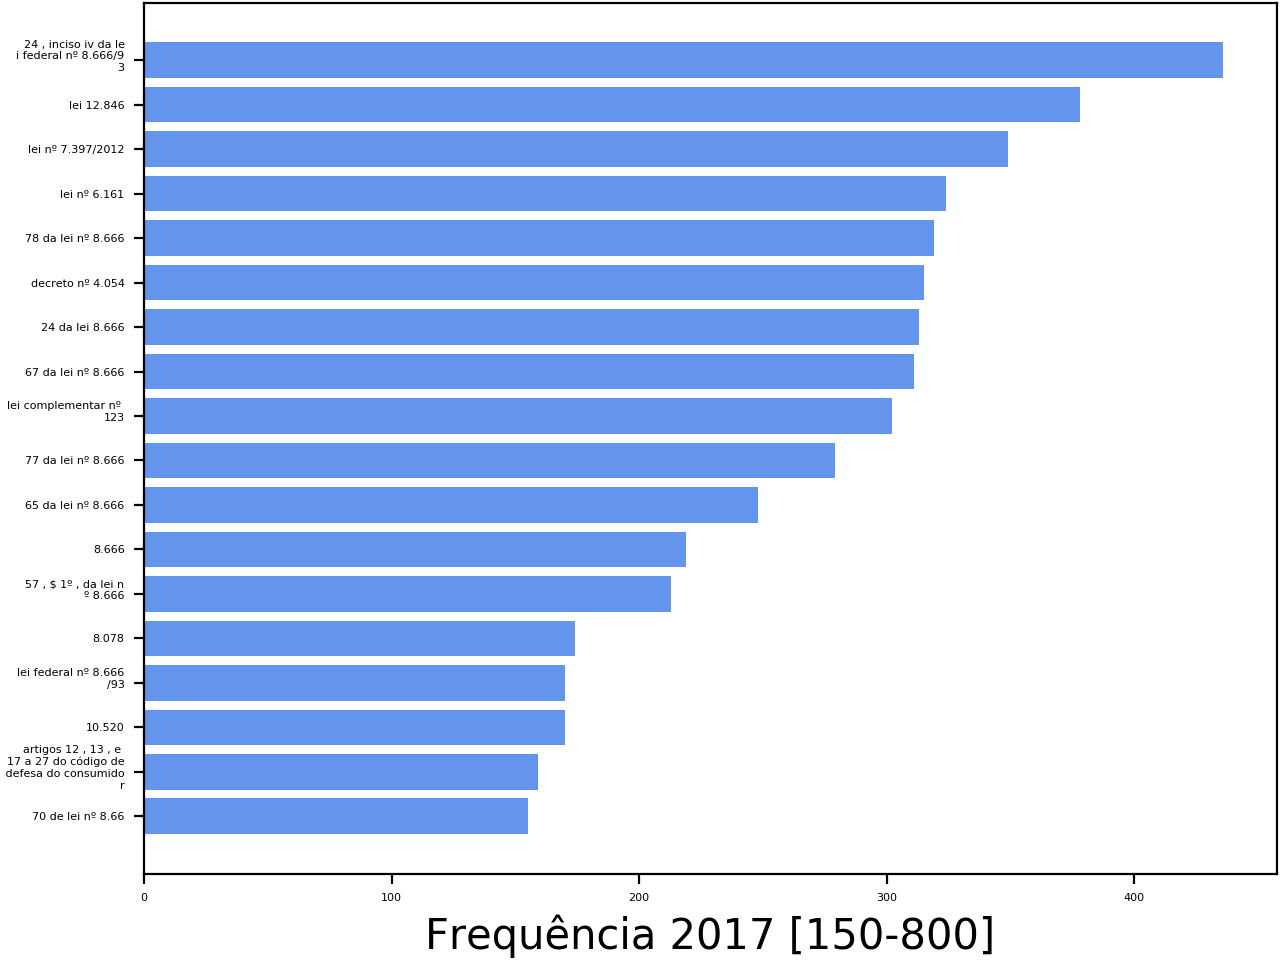 24 , inciso iv da le
i federal nº 8.666/9
3
lei 12.846
lei nº 7.397/2012
lei nº 6.161
78 da lei nº 8.666
decreto nº 4.054
24 da lei 8.666
67 da lei nº 8.666
lei complementar nº
123
77 da lei nº 8.666
65 da lei nº 8.666
8.666
57 , $ 1º , da lei n
º 8.666
8.078
lei federal nº 8.666
/93
10.520
artigos 12 , 13 , e
17 a 27 do código de
defesa do consumido
r
70 de lei nº 8.66
0 100 200 300 400
Frequência 2017 [150-800]